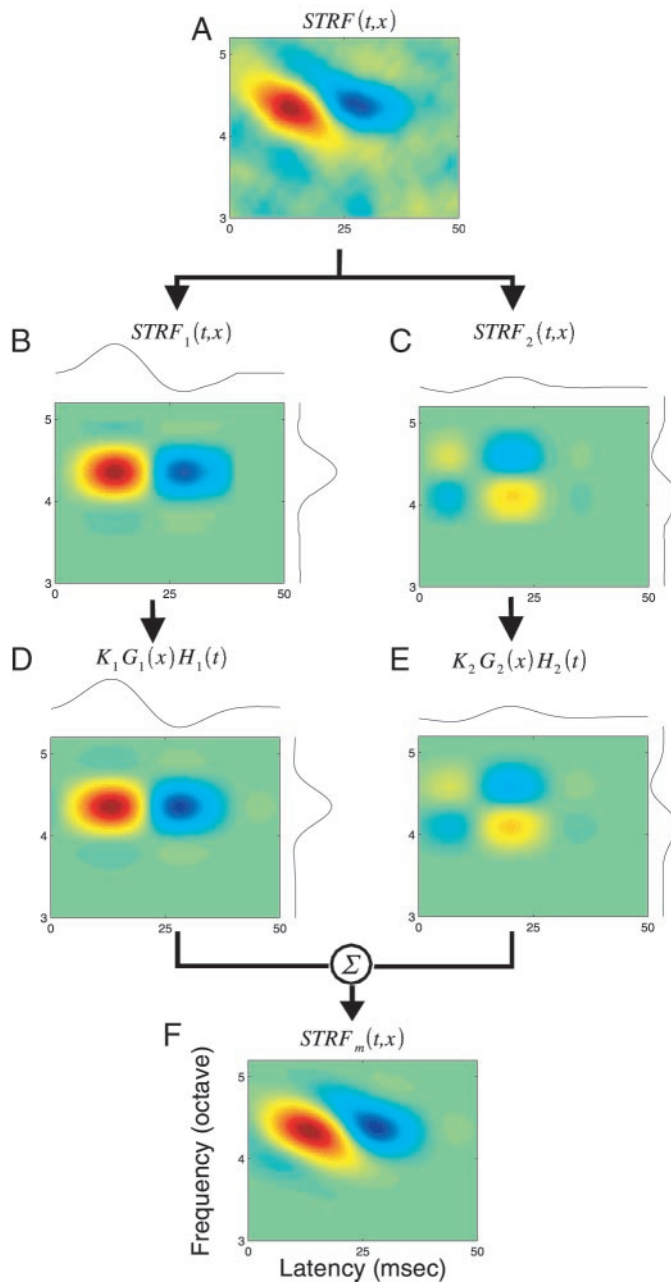 A
STRF(t,x)
5
4
3
0 25 50
B
STRF₁(t,x)
C
STRF₂(t,x)
5
4
3
0 25 50
5
4
3
0 25 50
D
K₁G₁(x)H₁(t)
E
K₂G₂(x)H₂(t)
5
4
3
0 25 50
5
4
3
0 25 50
Σ
F
STRFₘ(t,x)
Frequency (octave)
5
4
3
0 25 50
Latency (msec)